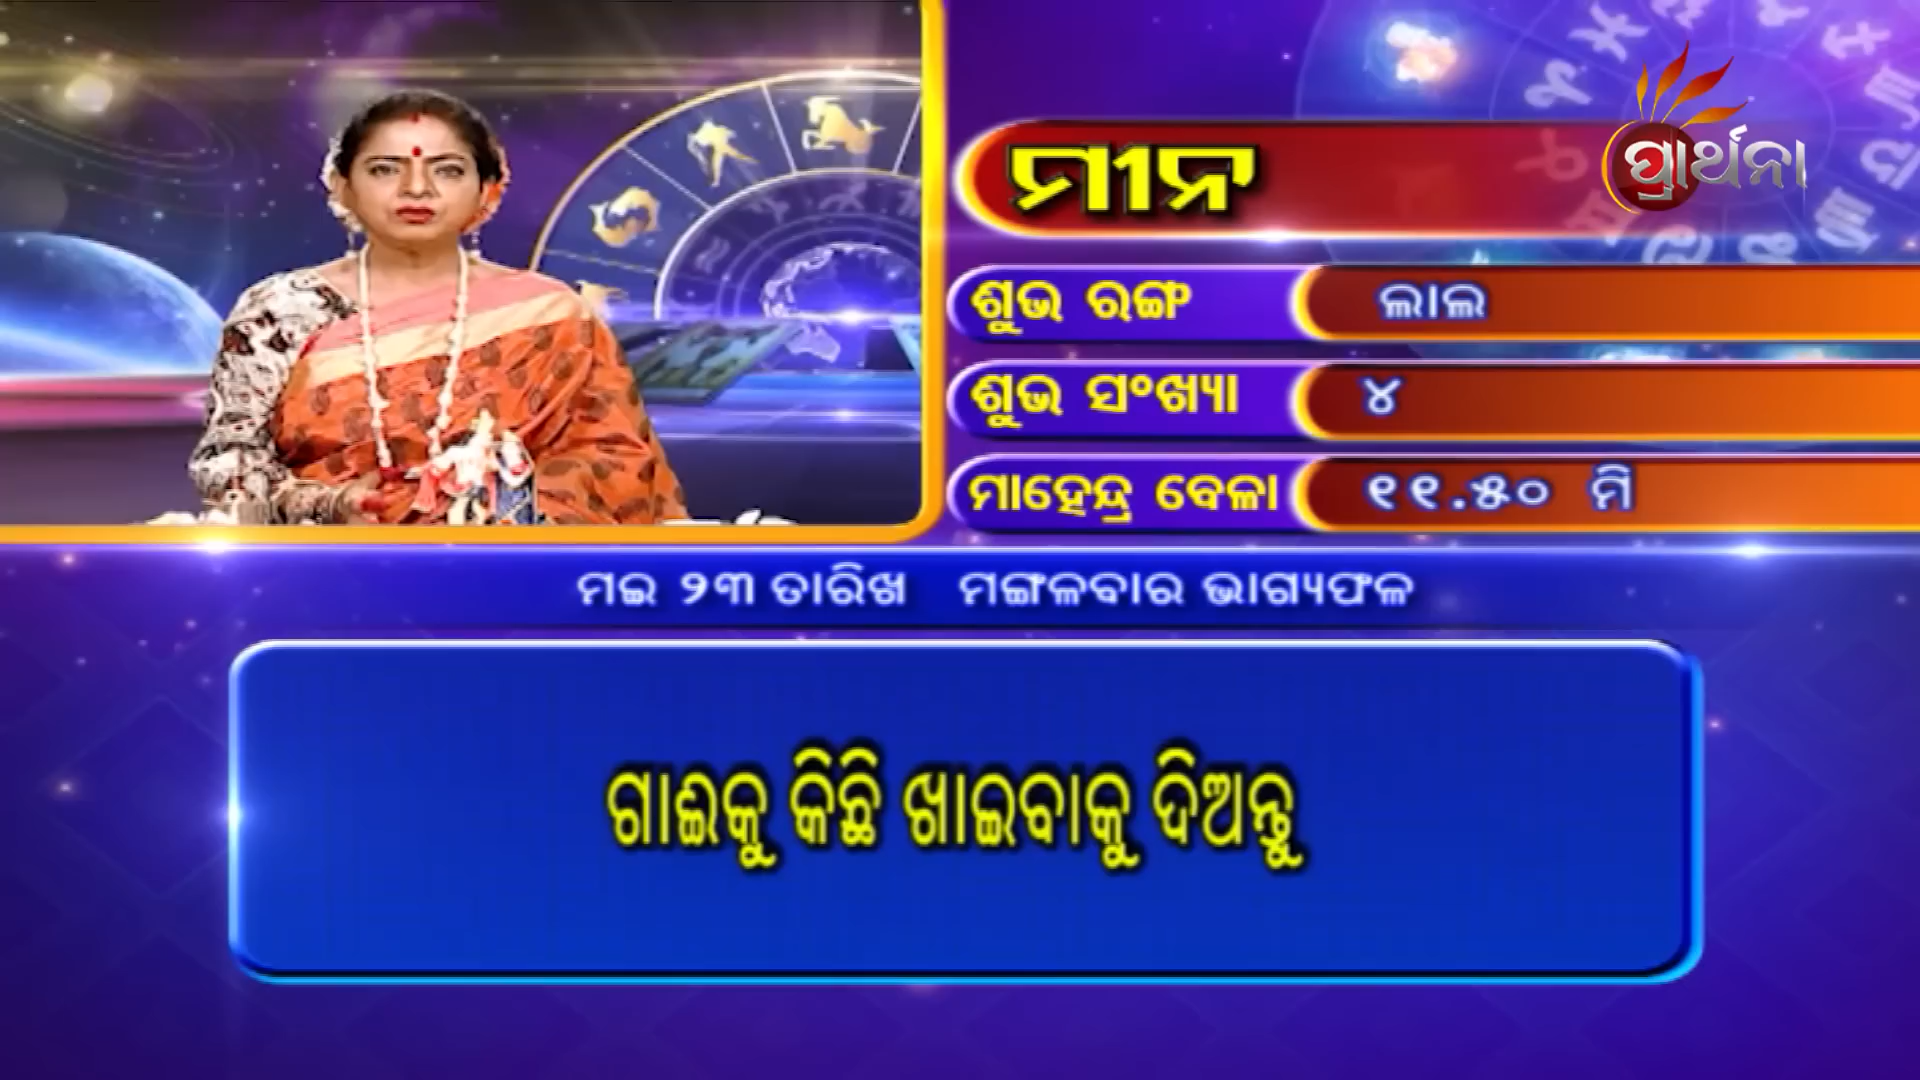 ମୀନ
ପ୍ରାର୍ଥନା
ଶୁଭ ରଙ୍ଗ ଲାଲ
ଶୁଭ ସଂଖ୍ୟା ୪
ମାହେନ୍ଦ୍ର ବେଳା ୧୧.୫୦ ମି
ମଇ ୨୩ ତାରିଖ ମଙ୍ଗଳବାର ଭାଗ୍ୟଫଳ
ଗାଈକୁ କିଛି ଖାଇବାକୁ ଦିଅନ୍ତୁ